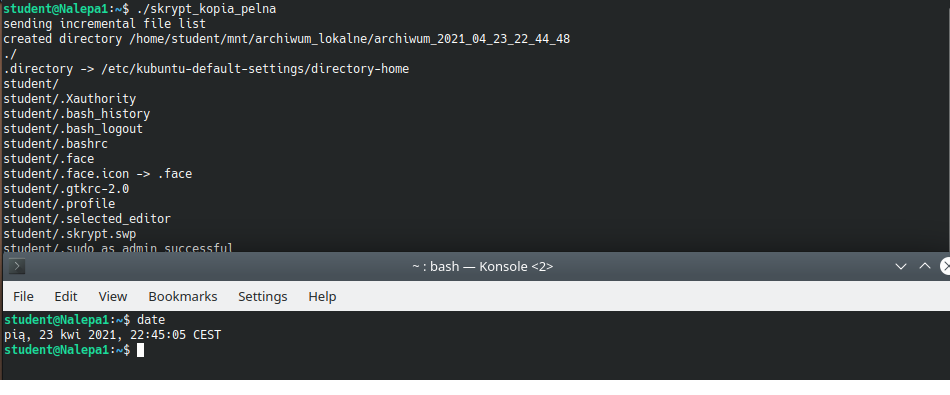 student@Nalepa1:~$ ./skrypt_kopia_pelna
sending incremental file list
created directory /home/student/mnt/archiwum_lokalne/archiwum_2021_04_23_22_44_48
./
.directory -> /etc/kubuntu-default-settings/directory-home
student/
student/.Xauthority
student/.bash_history
student/.bash_logout
student/.bashrc
student/.face
student/.face.icon -> .face
student/.gtkrc-2.0
student/.profile
student/.selected_editor
student/.skrypt.swp
student/.sudo_as_admin_successful
~ : bash — Konsole <2>
File Edit View Bookmarks Settings Help
student@Nalepa1:~$ date
pią, 23 kwi 2021, 22:45:05 CEST
student@Nalepa1:~$